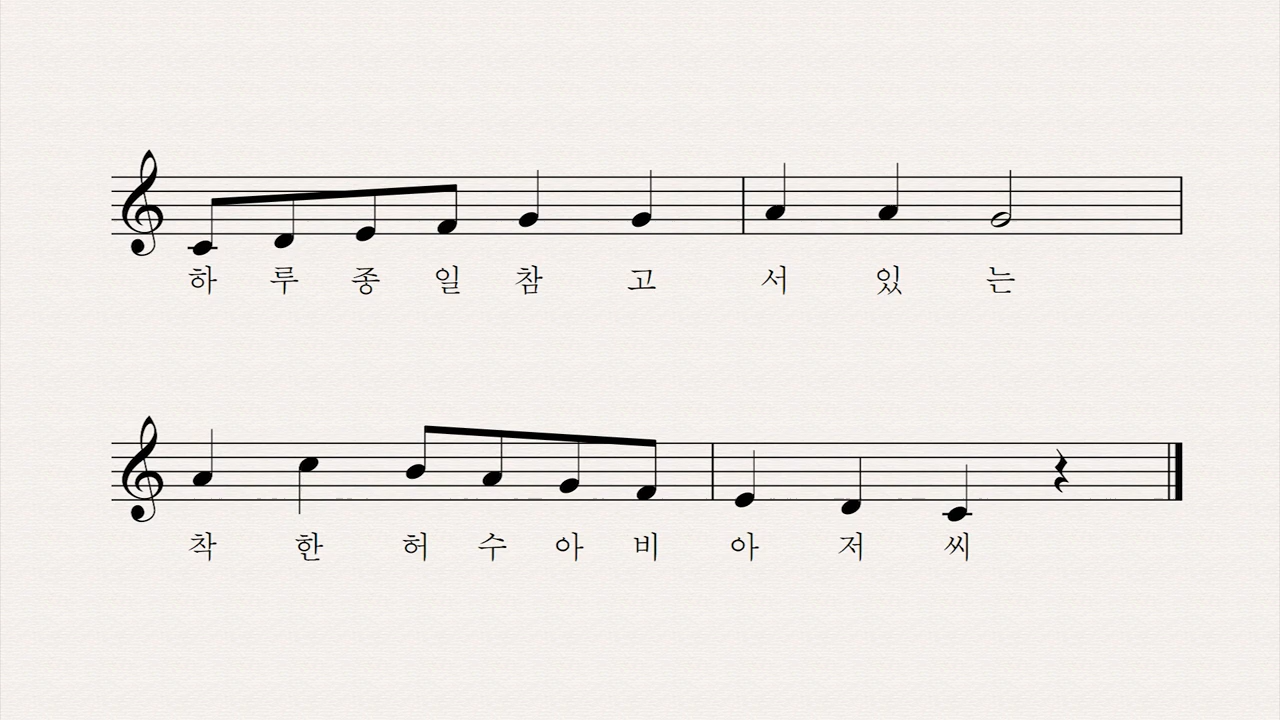 하 루 종 일 참 고 서 있 는
착 한 허 수 아 비 아 저 씨